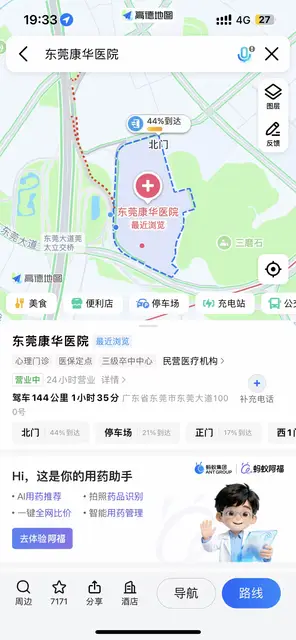 19:33
高德地图
4G 27
东莞康华医院
44%到达
北门
图层
反馈
东莞康华医院
最近浏览
东莞大道
东莞大道莞
太立交桥
三磨石
高德地图
美食
便利店
停车场
充电站
公交
东莞康华医院 最近浏览
心理门诊 医保定点 三级卒中中心 民营医疗机构
营业中 24小时营业 详情
驾车144公里 1小时35分 广东省东莞市东莞大道100
0号
补充电话
北门 44%到达
停车场 21%到达
正门 17%到达
西1
Hi，这是你的用药助手
蚂蚁集团
ANT GROUP
蚂蚁阿福
•AI用药推荐
•拍照药品识别
•一键全网比价
•智能用药管理
去体验阿福
周边
7171
分享
酒店
导航
路线